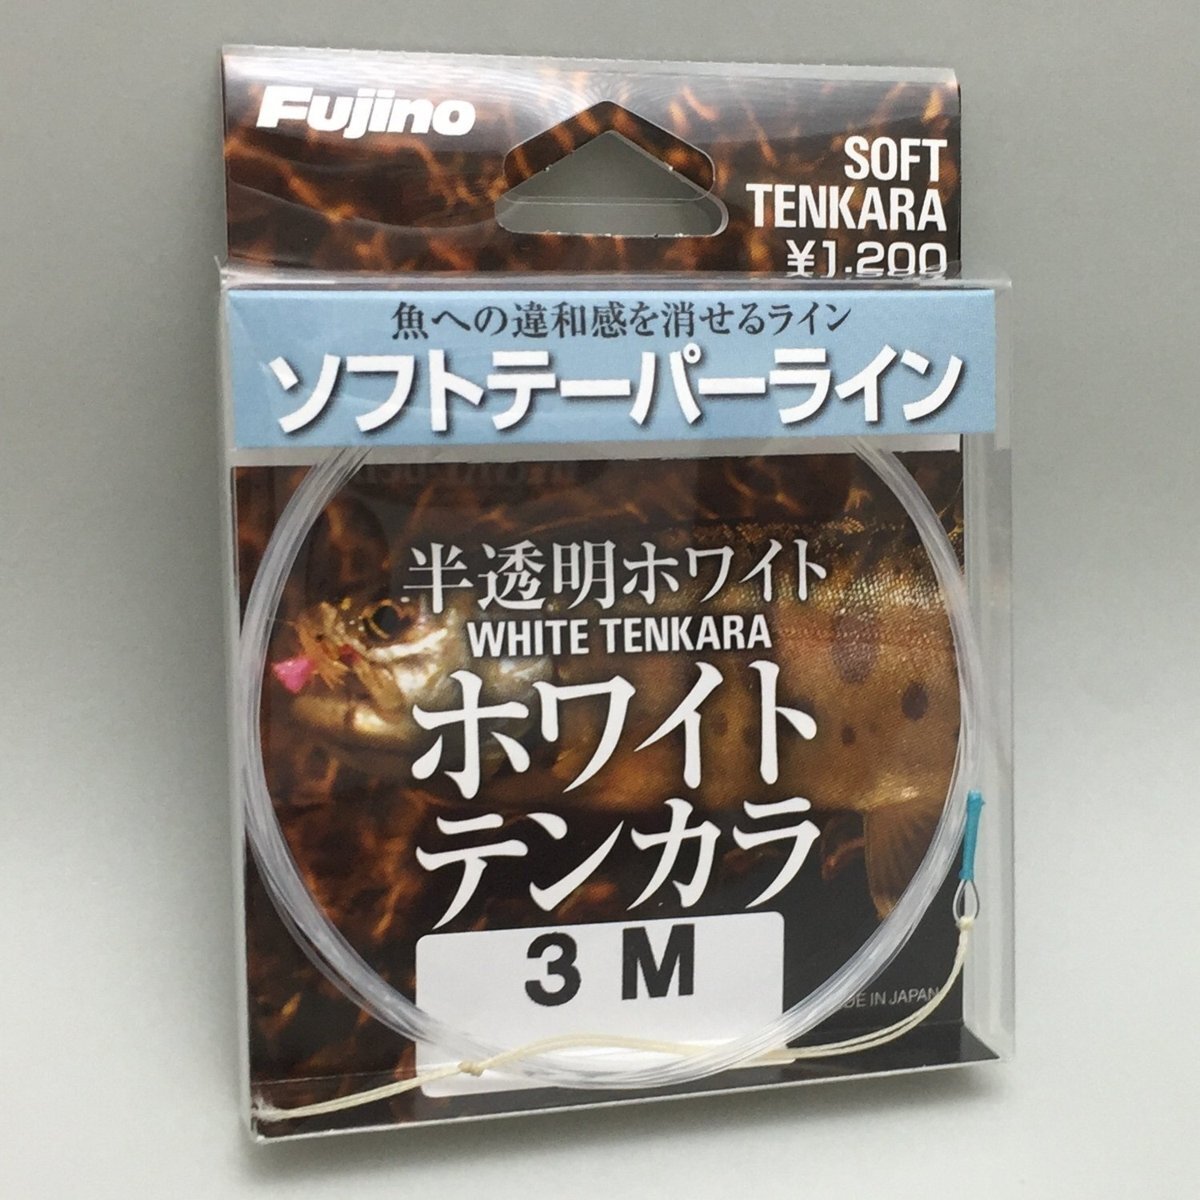 Fujino
SOFT
TENKARA
¥1,200
魚への違和感を消せるライン
ソフトテーパーライン
半透明ホワイト
WHITE TENKARA
ホワイト
テンカラ
3 M
IN JAPAN